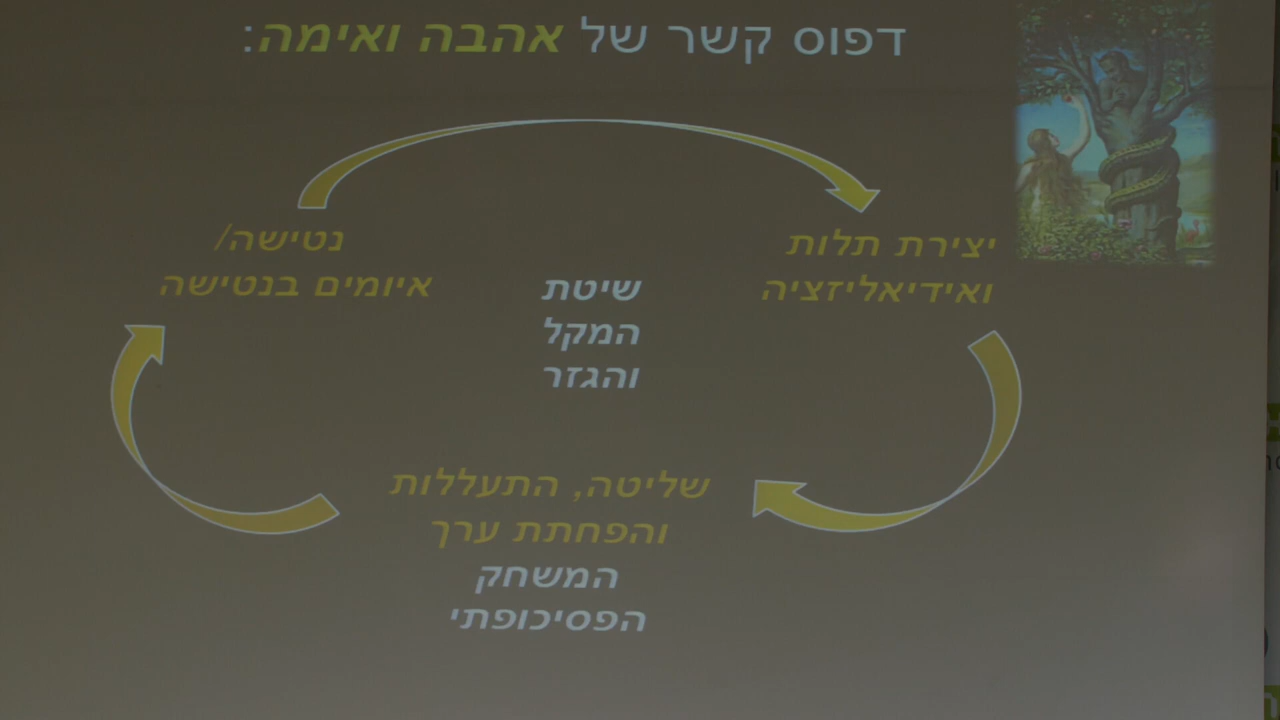 דפוס קשר של אהבה ואימה:
יצירת תלות
ואידיאליזציה
נטישה/
איומים בנטישה
שיטת
המקל
והגזר
שליטה, התעללות
והפחתת ערך
המשחק
הפסיכופתי